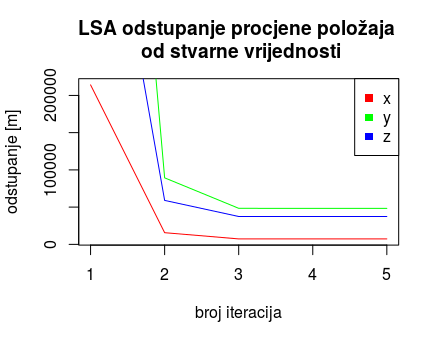 LSA odstupanje procjene položaja
od stvarne vrijednosti
odstupanje [m]
200000
100000
0
x
y
z
1 2 3 4 5
broj iteracija